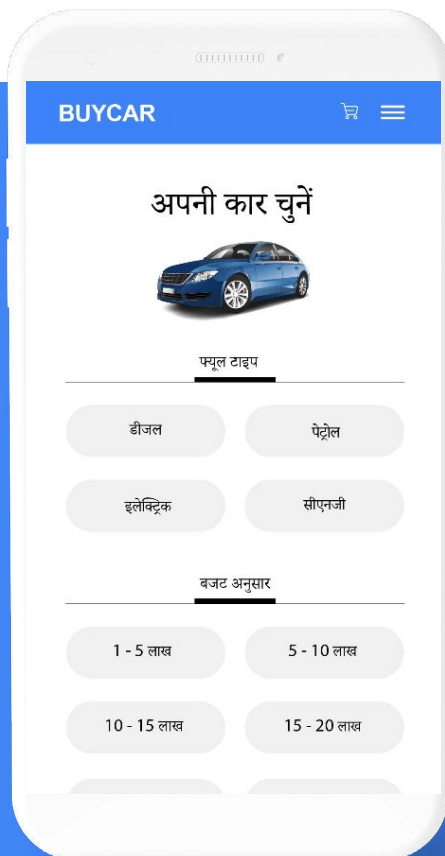 BUYCAR
अपनी कार चुनें
फ्यूल टाइप
डीजल
पेट्रोल
इलेक्ट्रिक
सीएनजी
बजट अनुसार
1 - 5 लाख
5 - 10 लाख
10 - 15 लाख
15 - 20 लाख